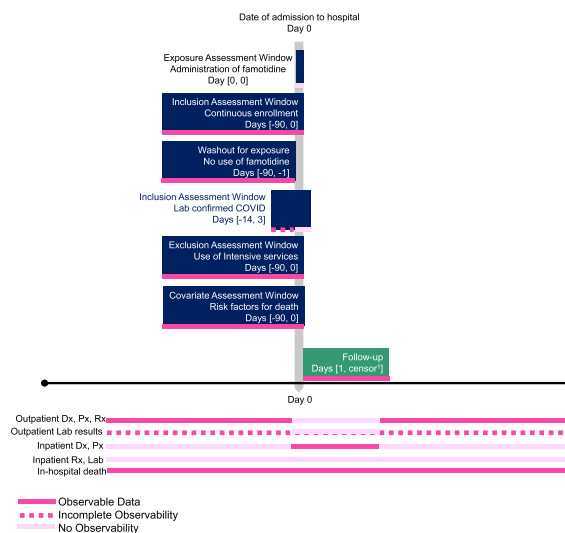 Date of admission to hospital
Day 0
Exposure Assessment Window
Administration of famotidine
Day [0, 0]
Inclusion Assessment Window
Continuous enrollment
Days [-90, 0]
Washout for exposure
No use of famotidine
Days [-90, -1]
Inclusion Assessment Window
Lab confirmed COVID
Days [-14, 3]
Exclusion Assessment Window
Use of Intensive services
Days [-90, 0]
Covariate Assessment Window
Risk factors for death
Days [-90, 0]
Follow-up
Days [1, censor¹]
Day 0
Outpatient Dx, Px, Rx
Outpatient Lab results
Inpatient Dx, Px
Inpatient Rx, Lab
In-hospital death
Observable Data
Incomplete Observability
No Observability